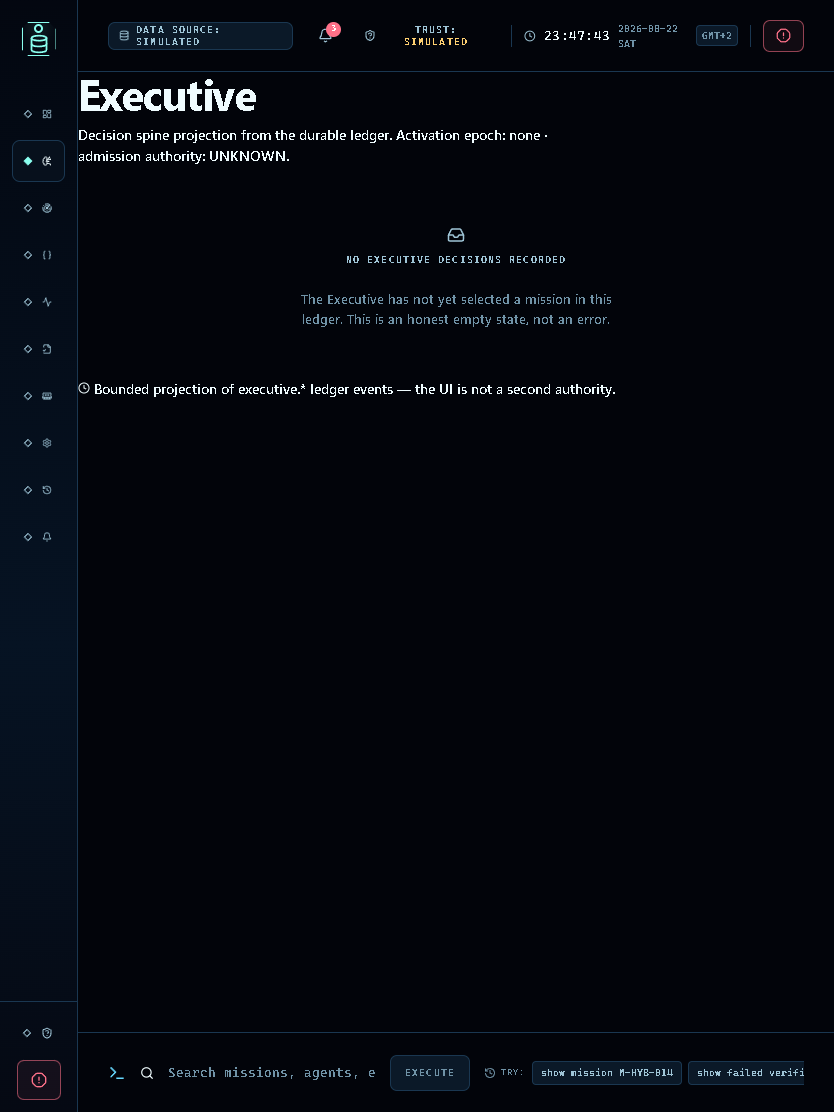 DATA SOURCE:
SIMULATED
3
TRUST:
SIMULATED
23:47:43
2026-08-22
SAT
GMT+2
Executive
Decision spine projection from the durable ledger. Activation epoch: none ·
admission authority: UNKNOWN.
NO EXECUTIVE DECISIONS RECORDED
The Executive has not yet selected a mission in this
ledger. This is an honest empty state, not an error.
Bounded projection of executive.* ledger events — the UI is not a second authority.
Search missions, agents, e
EXECUTE
TRY:
show mission M-HYB-014
show failed verifi